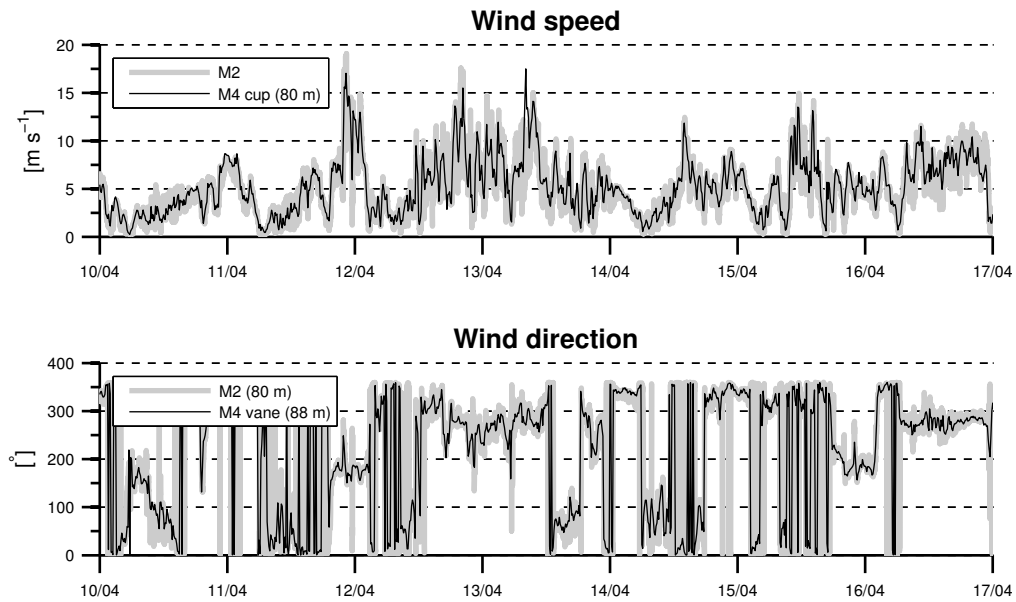 Wind speed
20
15
10
5
0
[m s⁻¹]
M2
M4 cup (80 m)
10/04 11/04 12/04 13/04 14/04 15/04 16/04 17/04
Wind direction
400
300
200
100
0
[°]
M2 (80 m)
M4 vane (88 m)
10/04 11/04 12/04 13/04 14/04 15/04 16/04 17/04